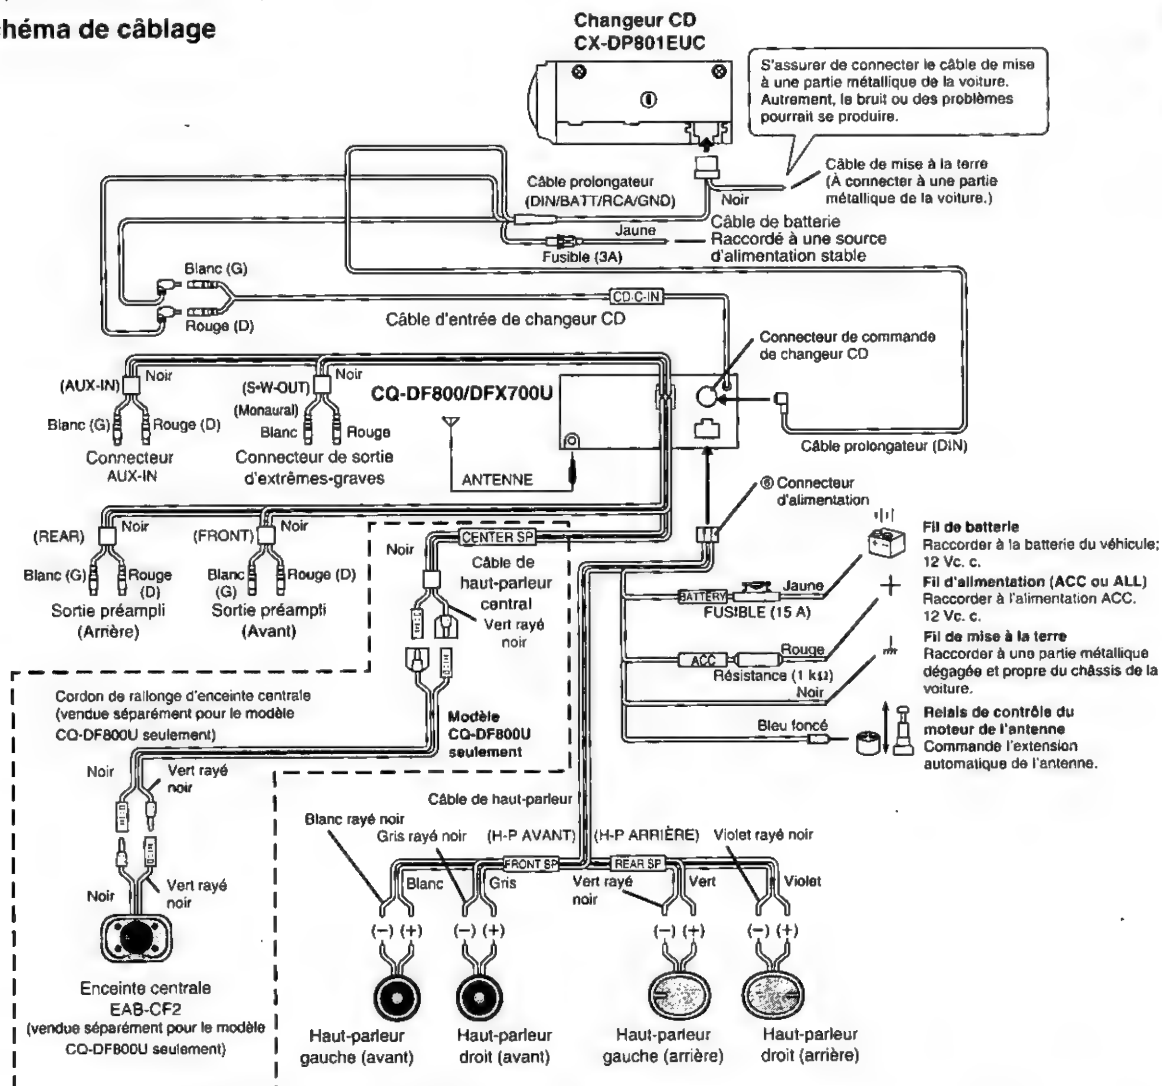 héma de câblage
Changeur CD
CX-DP801EUC
S'assurer de connecter le câble de mise
à une partie métallique de la voiture.
Autrement, le bruit ou des problèmes
pourrait se produire.
Câble prolongateur
(DIN/BATT/RCA/GND)
Noir
Câble de mise à la terre
(À connecter à une partie
métallique de la voiture.)
Jaune
Fusible (3A)
Câble de batterie
Raccordé à une source
d'alimentation stable
Blanc (G)
Rouge (D)
CD·C-IN
Câble d'entrée de changeur CD
Connecteur de commande
de changeur CD
(AUX-IN)
Noir
Blanc (G)
Rouge (D)
Connecteur
AUX-IN
(S•W-OUT)
Noir
(Monaural)
Blanc
Rouge
Connecteur de sortie
d'extrêmes-graves
CQ-DF800/DFX700U
ANTENNE
Câble prolongateur (DIN)
⑥ Connecteur
d'alimentation
(REAR)
Noir
Blanc (G)
Rouge
(D)
Sortie préampli
(Arrière)
(FRONT)
Noir
Blanc
(G)
Rouge (D)
Sortie préampli
(Avant)
Noir
CENTER SP
Câble de
haut-parleur
central
Vert rayé
noir
BATTERY
Jaune
FUSIBLE (15 A)
Fil de batterie
Raccorder à la batterie du véhicule;
12 Vc. c.
Fil d'alimentation (ACC ou ALL)
Raccorder à l'alimentation ACC.
12 Vc. c.
ACC
Rouge
Résistance (1 kΩ)
Noir
Fil de mise à la terre
Raccorder à une partie métallique
dégagée et propre du châssis de la
voiture.
Bleu foncé
Relais de contrôle du
moteur de l'antenne
Commande l'extension
automatique de l'antenne.
Cordon de rallonge d'enceinte centrale
(vendue séparément pour le modèle
CQ-DF800U seulement)
Modèle
CQ-DF800U
seulement
Noir
Vert rayé
noir
Noir
Vert rayé
noir
Enceinte centrale
EAB-CF2
(vendue séparément pour le modèle
CQ-DF800U seulement)
Câble de haut-parleur
Blanc rayé noir
Gris rayé noir
(H-P AVANT)
(H-P ARRIÈRE)
Violet rayé noir
FRONT SP
REAR SP
Blanc
Gris
Vert rayé
noir
Vert
Violet
(–) (+)
(–) (+)
(–) (+)
(–) (+)
Haut-parleur
gauche (avant)
Haut-parleur
droit (avant)
Haut-parleur
gauche (arrière)
Haut-parleur
droit (arrière)